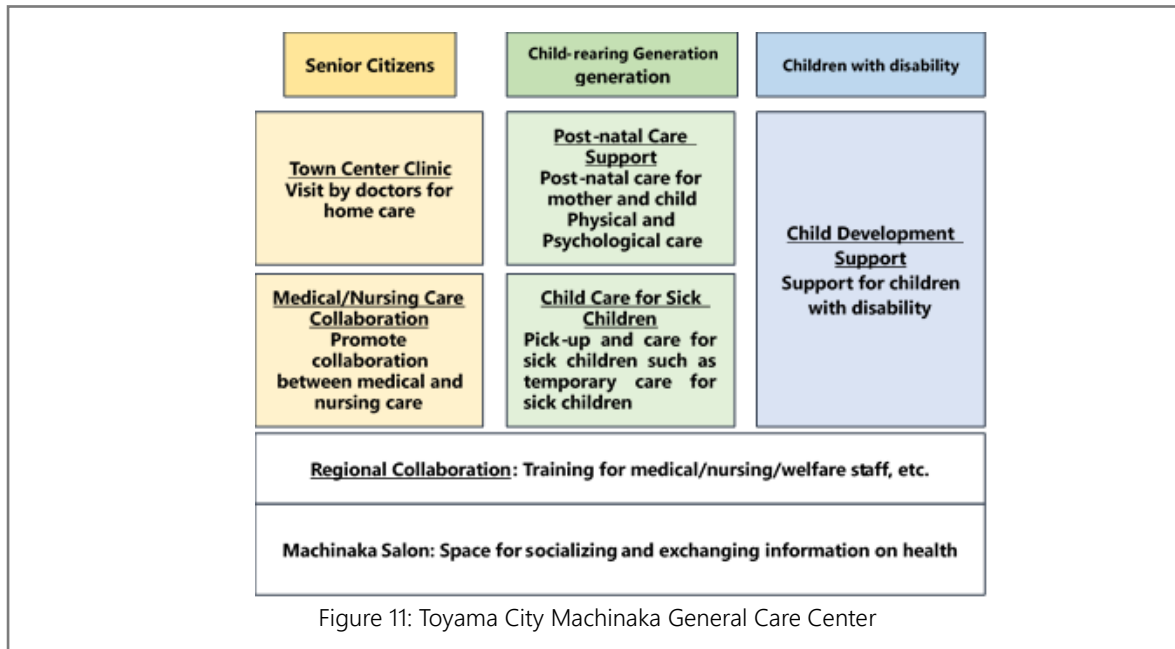 Senior Citizens
Child-rearing Generation
generation
Children with disability
Town Center Clinic
Visit by doctors for
home care
Post-natal Care
Support
Post-natal care for
mother and child
Physical and
Psychological care
Child Development
Support
Support for children
with disability
Medical/Nursing Care
Collaboration
Promote
collaboration
between medical and
nursing care
Child Care for Sick
Children
Pick-up and care for
sick children such as
temporary care for
sick children
Regional Collaboration: Training for medical/nursing/welfare staff, etc.
Machinaka Salon: Space for socializing and exchanging information on health
Figure 11: Toyama City Machinaka General Care Center